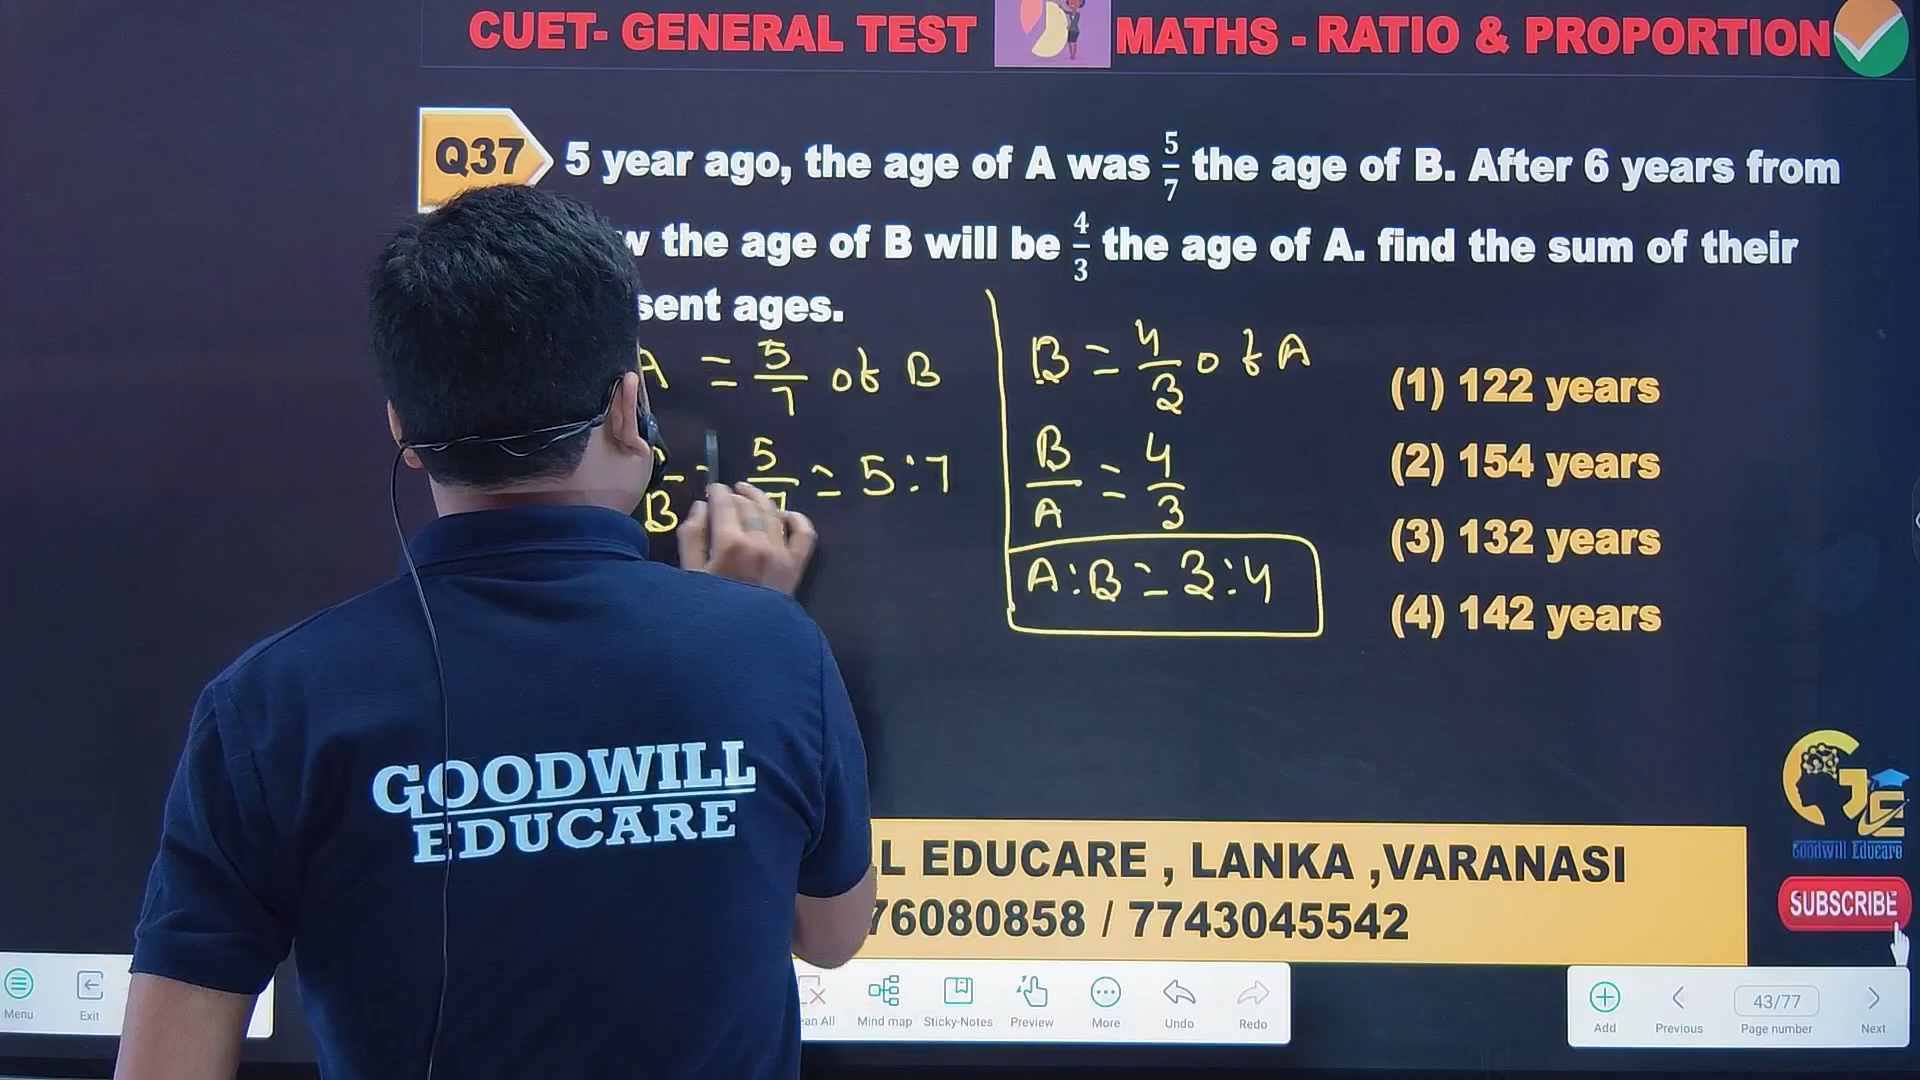 CUET- GENERAL TEST MATHS - RATIO & PROPORTION
Q37 5 year ago, the age of A was 5/7 the age of B. After 6 years from
the age of B will be 4/3 the age of A. find the sum of their
ages.
A = 5/7 of B
B = 4/3 of A
B = 5/7 = 5:7
B/A = 4/3
A:B = 3:4
(1) 122 years
(2) 154 years
(3) 132 years
(4) 142 years
GOODWILL
EDUCARE
EDUCARE , LANKA ,VARANASI
76080858 / 7743045542
Goodwill Educare
SUBSCRIBE
Menu
Exit
All
Mind map
Sticky-Notes
Preview
More
Undo
Redo
Add
Previous
43/77
Page number
Next